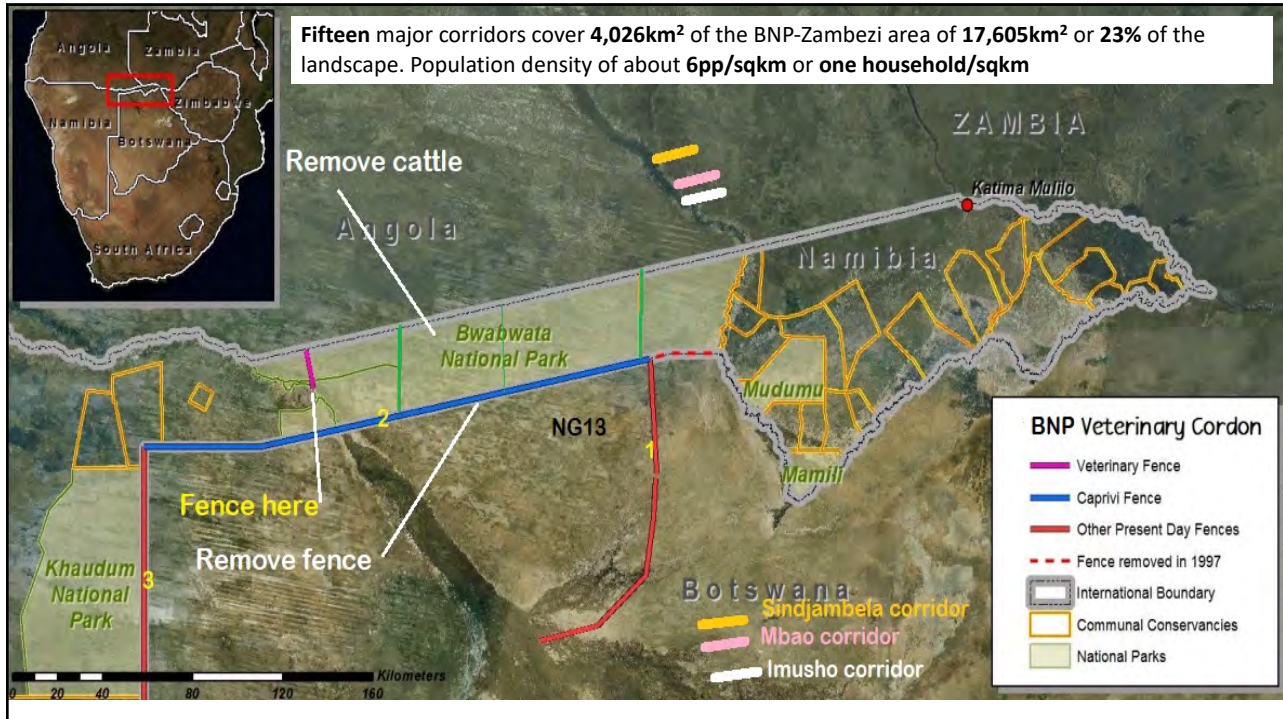 Fifteen major corridors cover 4,026km² of the BNP-Zambezi area of 17,605km² or 23% of the
landscape. Population density of about 6pp/sqkm or one household/sqkm
Angola
Zambia
Zimbabwe
Namibia
Botswana
South Africa
ZAMBIA
Remove cattle
Katima Mulilo
Angola
Namibia
Bwabwata
National Park
Mudumu
2
NG13
1
Mamili
Fence here
Remove fence
Khaudum
National
Park
3
Botswana
Sindjambela corridor
Mbao corridor
Imusho corridor
BNP Veterinary Cordon
Veterinary Fence
Caprivi Fence
Other Present Day Fences
Fence removed in 1997
International Boundary
Communal Conservancies
National Parks
Kilometers
0 20 40 80 120 160